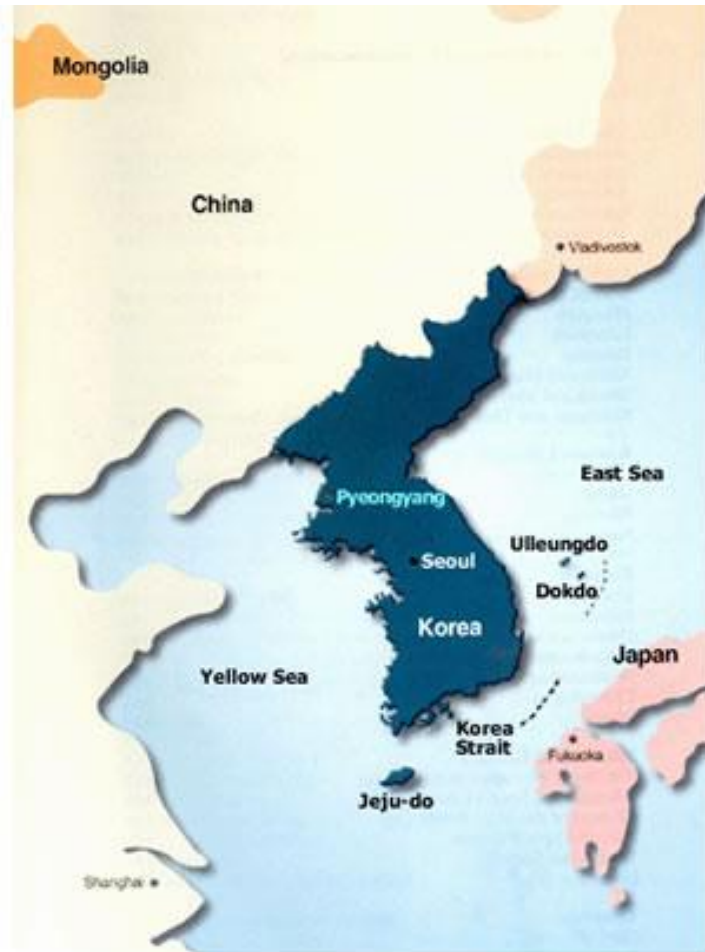 Mongolia
China
Vladivostok
East Sea
Pyeongyang
Ulleungdo
Seoul
Dokdo
Korea
Japan
Yellow Sea
Korea
Strait
Fukuoka
Jeju-do
Shanghai